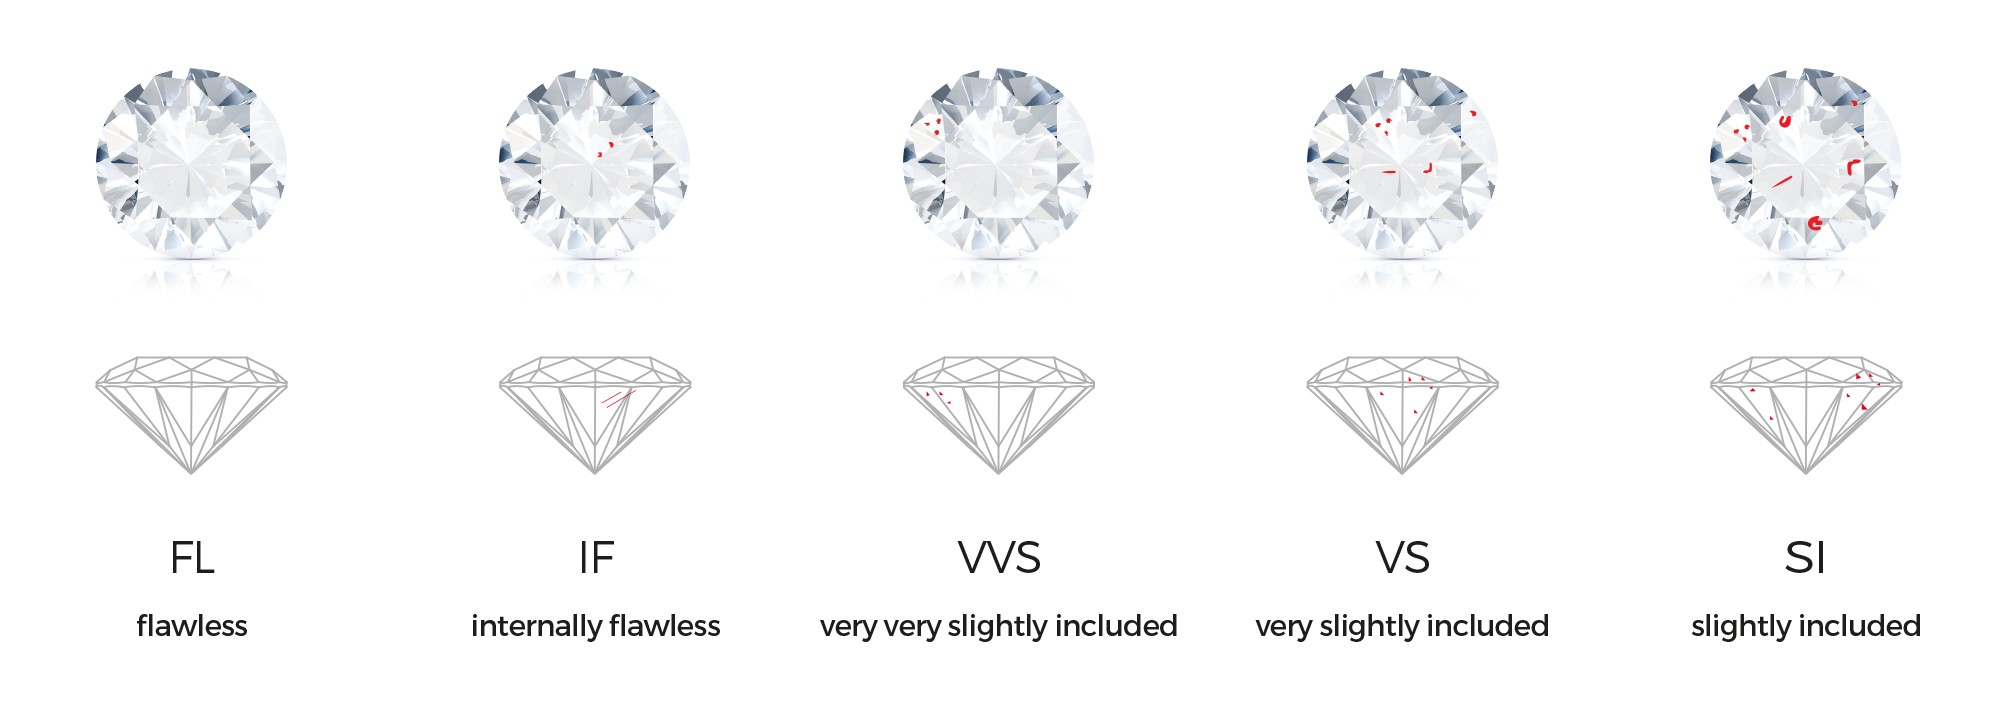 FL
IF
VVS
VS
SI
flawless
internally flawless
very very slightly included
very slightly included
slightly included